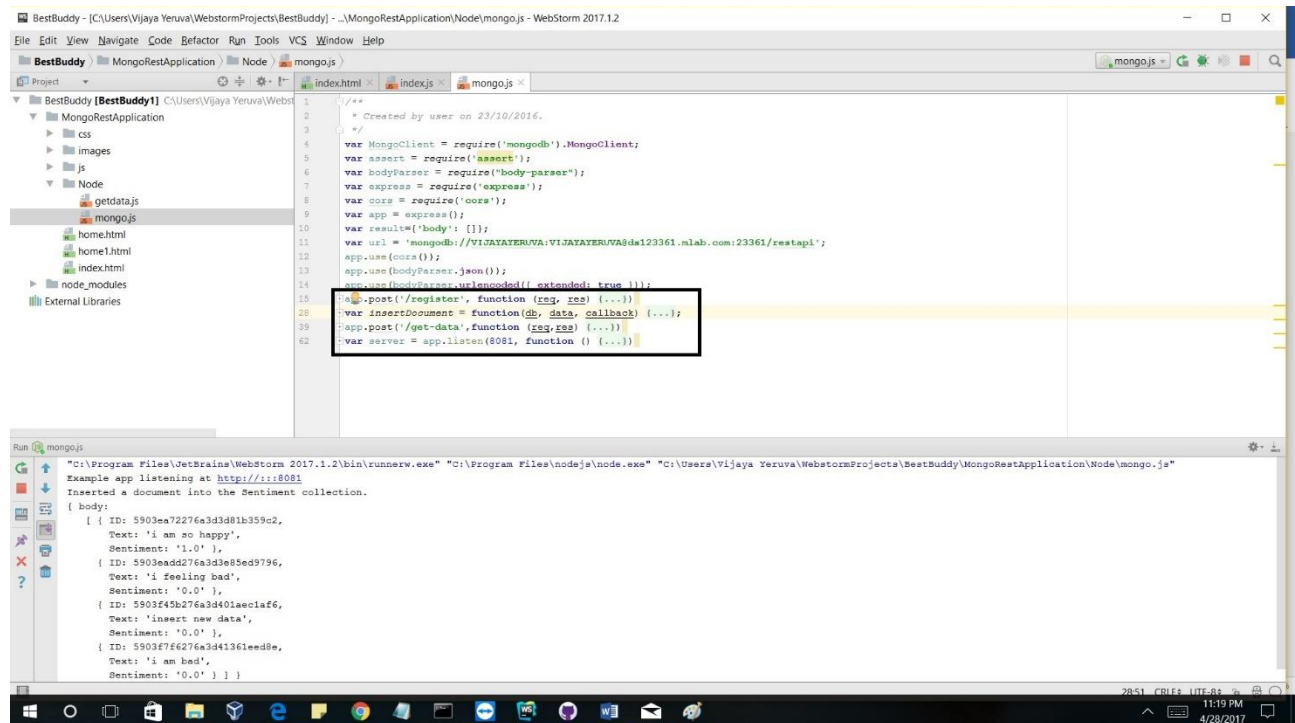 BestBuddy - [C:\Users\Vijaya Yeruva\WebstormProjects\BestBuddy] - ...\MongoRestApplication\Node\mongo.js - WebStorm 2017.1.2
File Edit View Navigate Code Refactor Run Tools VCS Window Help
BestBuddy MongoRestApplication Node mongo.js
mongo.js
Project
index.html index.js mongo.js
BestBuddy [BestBuddy1] C:\Users\Vijaya Yeruva\Webst
MongoRestApplication
css
images
js
Node
getdata.js
mongo.js
home.html
home1.html
index.html
node_modules
External Libraries
1 /**
2 * Created by user on 23/10/2016.
3 */
4 var MongoClient = require('mongodb').MongoClient;
5 var assert = require('assert');
6 var bodyParser = require("body-parser");
7 var express = require('express');
8 var cors = require('cors');
9 var app = express();
10 var result={'body': []};
11 var url = 'mongodb://VIJAYAYERUVA:VIJAYAYERUVA@ds123361.mlab.com:23361/restapi';
12 app.use(cors());
13 app.use(bodyParser.json());
14 app.use(bodyParser.urlencoded({ extended: true }));
15 app.post('/register', function (req, res) {...})
28 var insertDocument = function(db, data, callback) {...};
39 app.post('/get-data',function (req,res) {...})
62 var server = app.listen(8081, function () {...})
Run mongo.js
"C:\Program Files\JetBrains\WebStorm 2017.1.2\bin\runnerw.exe" "C:\Program Files\nodejs\node.exe" "C:\Users\Vijaya Yeruva\WebstormProjects\BestBuddy\MongoRestApplication\Node\mongo.js"
Example app listening at http://:::8081
Inserted a document into the Sentiment collection.
{ body:
[ { ID: 5903ea72276a3d3d81b359c2,
Text: 'i am so happy',
Sentiment: '1.0' },
{ ID: 5903eadd276a3d3e85ed9796,
Text: 'i feeling bad',
Sentiment: '0.0' },
{ ID: 5903f45b276a3d401aec1af6,
Text: 'insert new data',
Sentiment: '0.0' },
{ ID: 5903f7f6276a3d41361eed8e,
Text: 'i am bad',
Sentiment: '0.0' } ] }
28:51 CRLF UTF-8
11:19 PM
4/28/2017